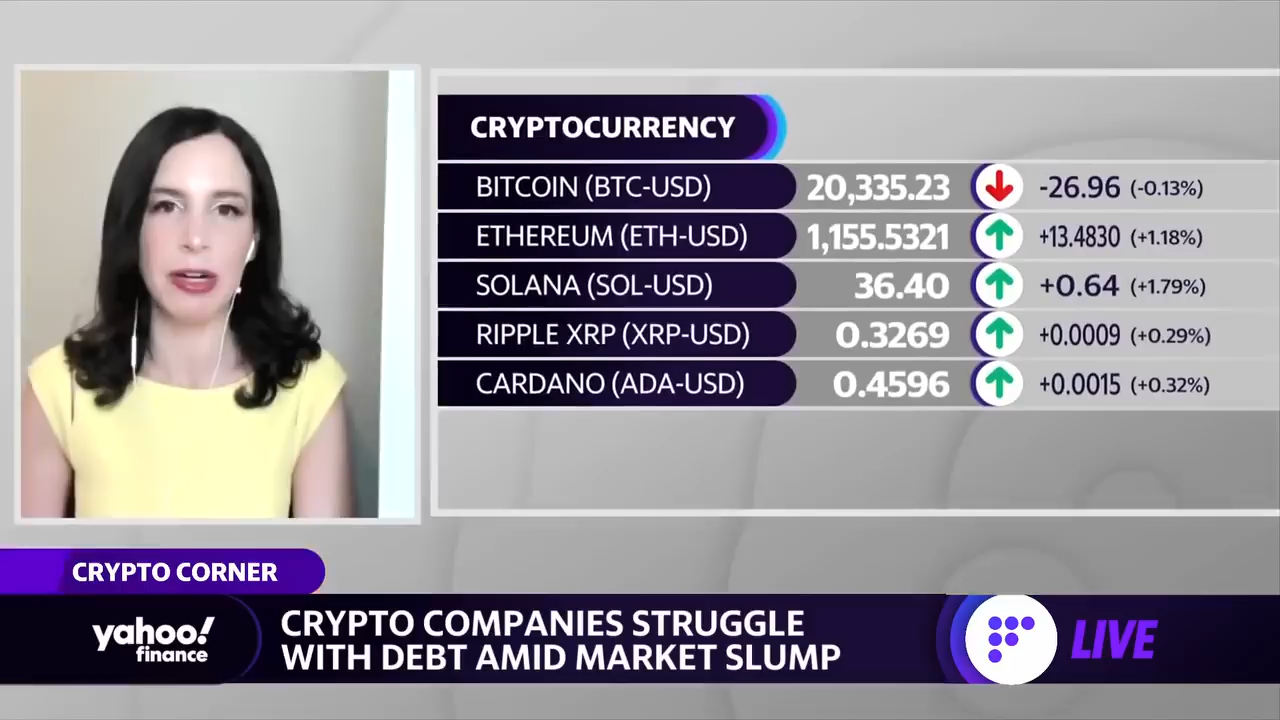 CRYPTOCURRENCY
BITCOIN (BTC-USD) 20,335.23 -26.96 (-0.13%)
ETHEREUM (ETH-USD) 1,155.5321 +13.4830 (+1.18%)
SOLANA (SOL-USD) 36.40 +0.64 (+1.79%)
RIPPLE XRP (XRP-USD) 0.3269 +0.0009 (+0.29%)
CARDANO (ADA-USD) 0.4596 +0.0015 (+0.32%)
CRYPTO CORNER
yahoo!
finance
CRYPTO COMPANIES STRUGGLE
WITH DEBT AMID MARKET SLUMP
LIVE